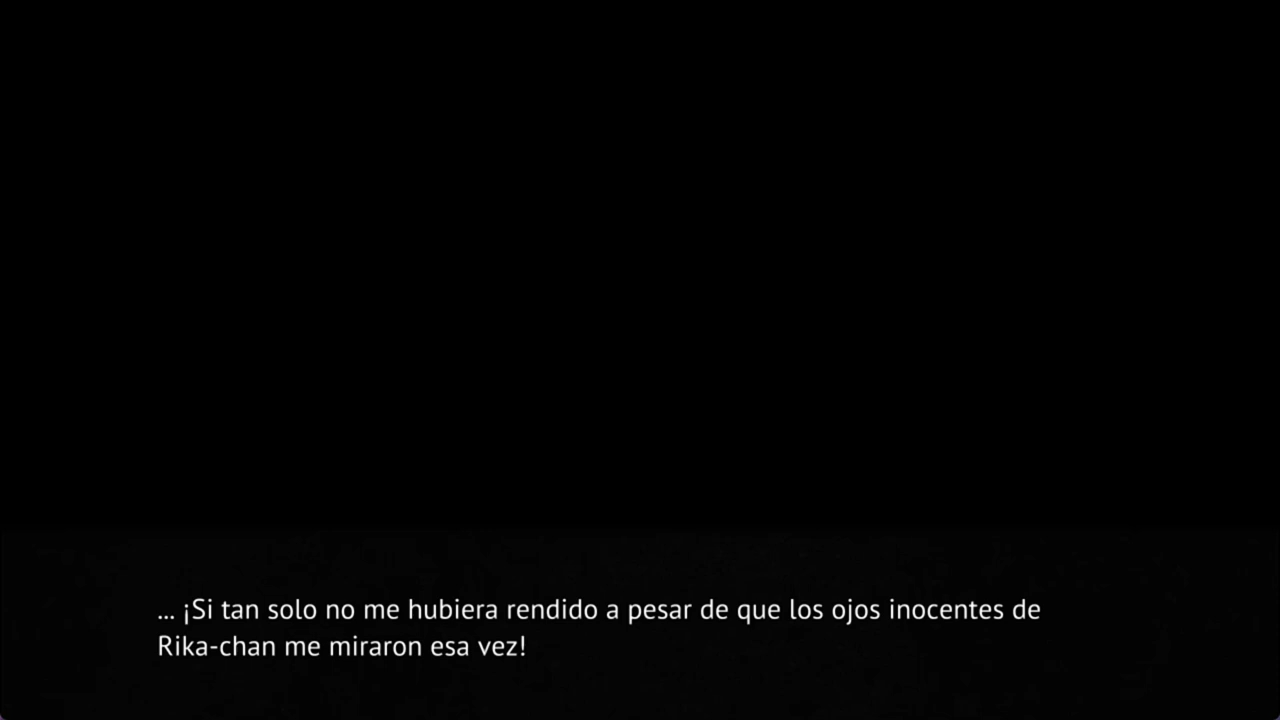 ... ¡Si tan solo no me hubiera rendido a pesar de que los ojos inocentes de
Rika-chan me miraron esa vez!